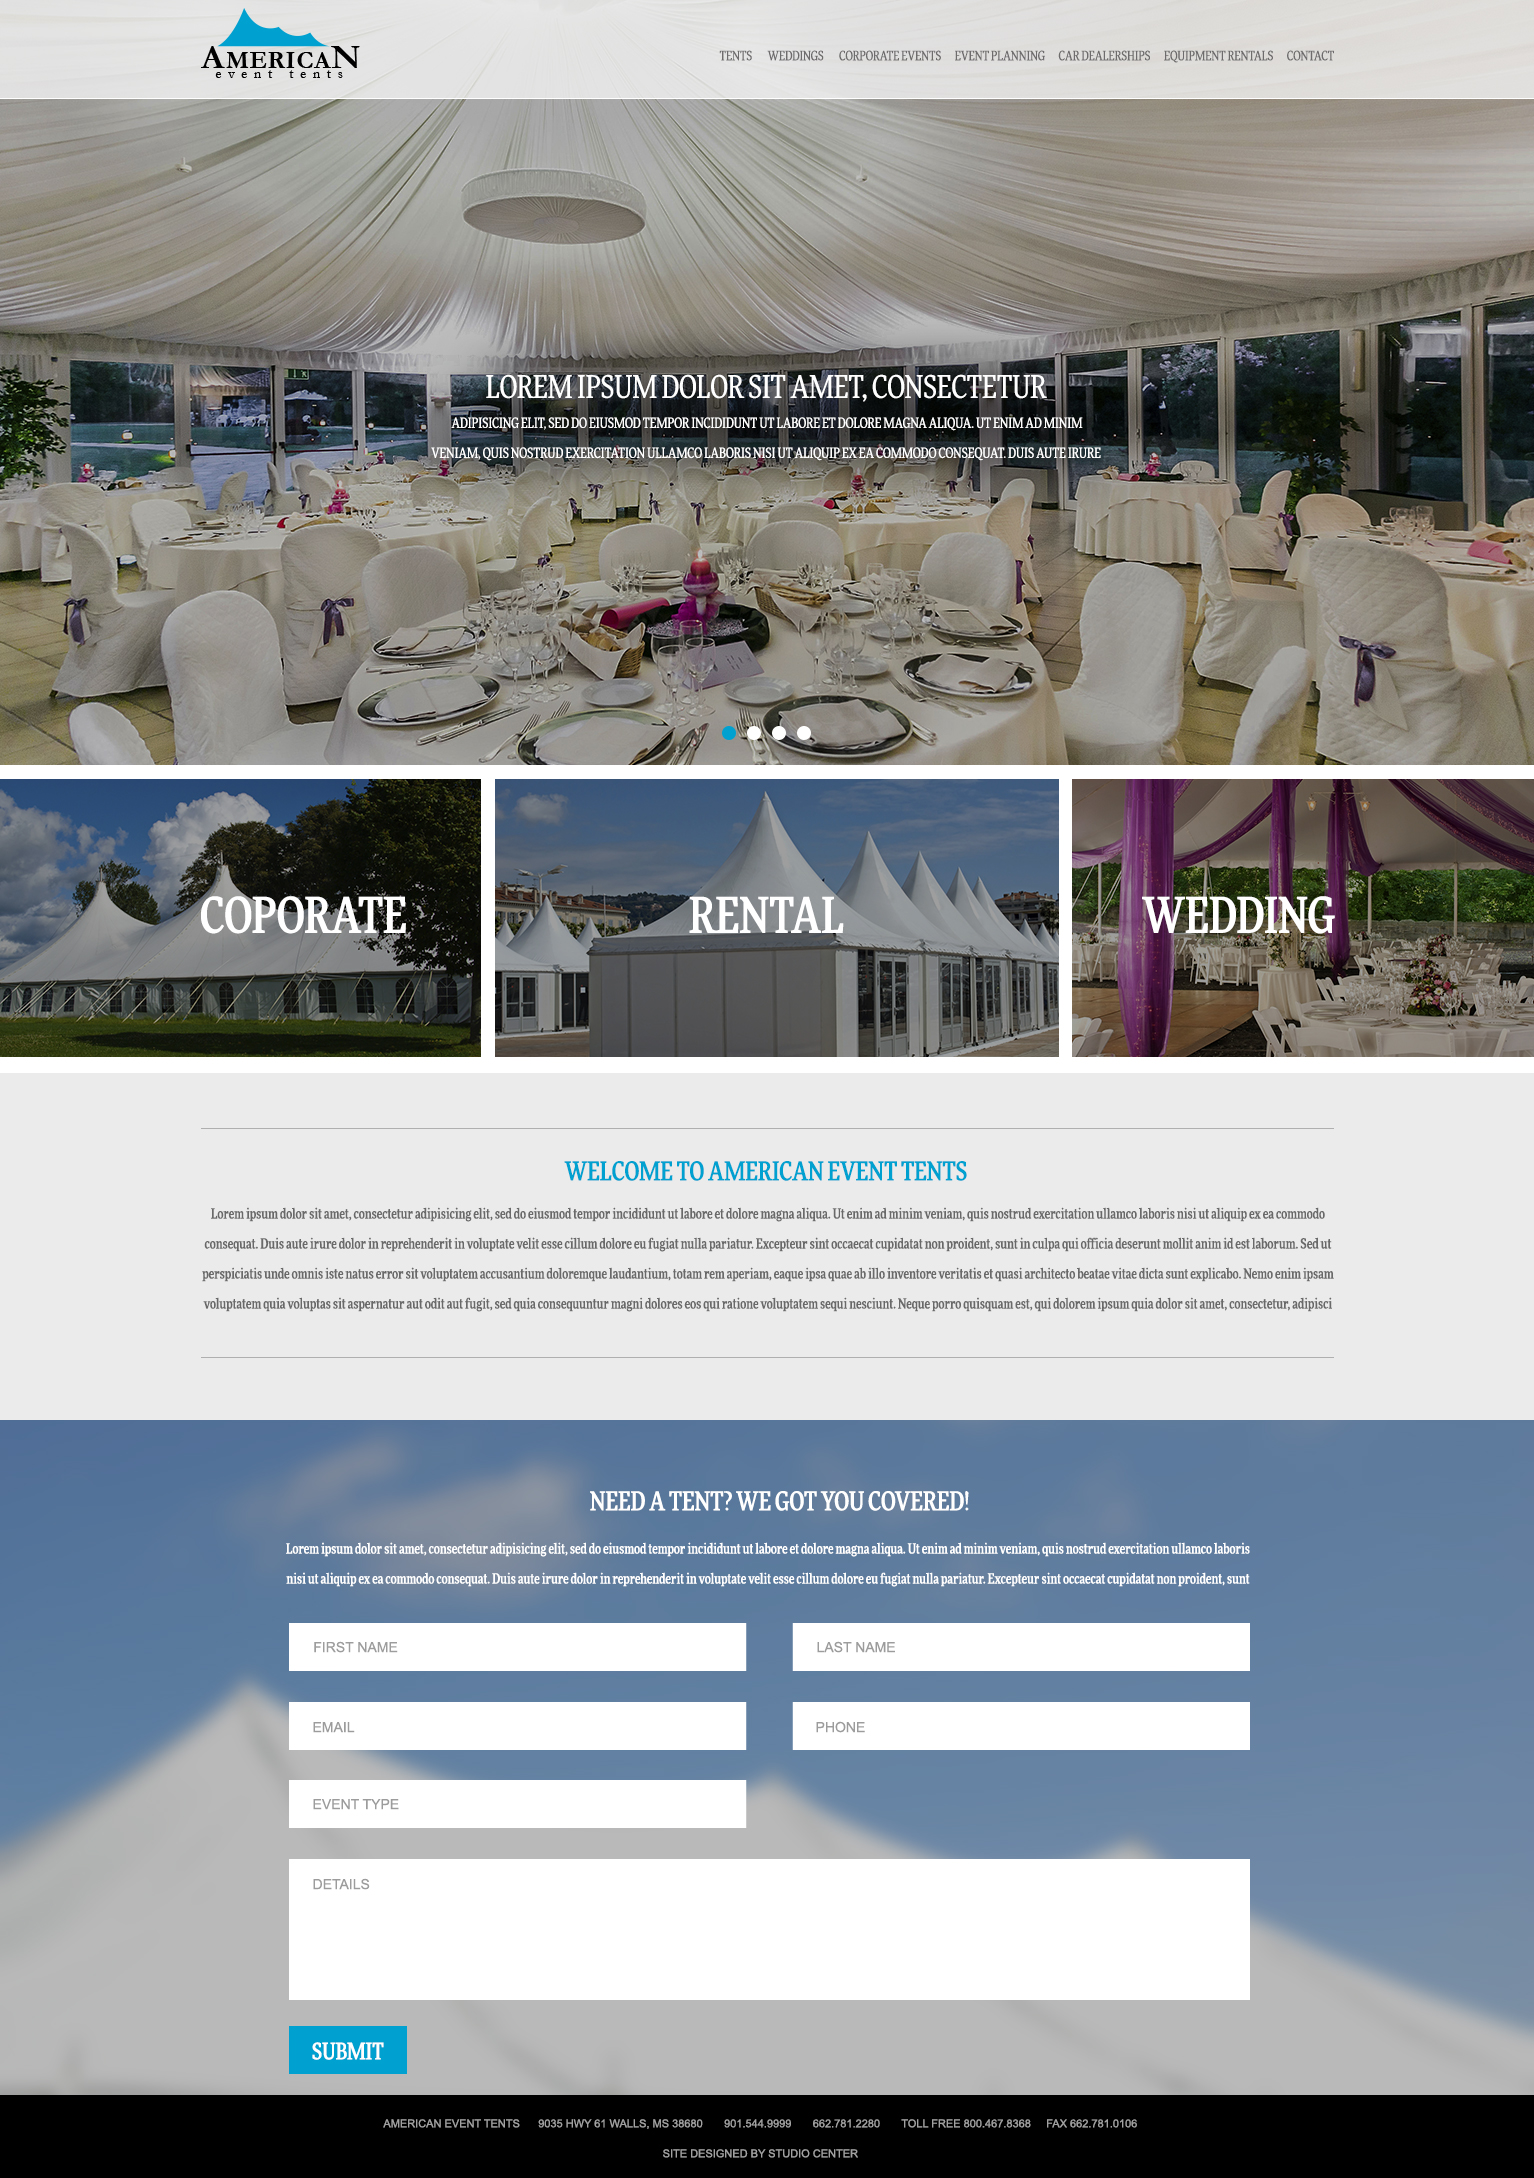 AMERICAN
event tents
TENTS WEDDINGS CORPORATE EVENTS EVENT PLANNING CAR DEALERSHIPS EQUIPMENT RENTALS CONTACT
LOREM IPSUM DOLOR SIT AMET, CONSECTETUR
ADIPISICING ELIT, SED DO EIUSMOD TEMPOR INCIDIDUNT UT LABORE ET DOLORE MAGNA ALIQUA. UT ENIM AD MINIM
VENIAM, QUIS NOSTRUD EXERCITATION ULLAMCO LABORIS NISI UT ALIQUIP EX EA COMMODO CONSEQUAT. DUIS AUTE IRURE
COPORATE
RENTAL
WEDDING
WELCOME TO AMERICAN EVENT TENTS
Lorem ipsum dolor sit amet, consectetur adipisicing elit, sed do eiusmod tempor incididunt ut labore et dolore magna aliqua. Ut enim ad minim veniam, quis nostrud exercitation ullamco laboris nisi ut aliquip ex ea commodo
consequat. Duis aute irure dolor in reprehenderit in voluptate velit esse cillum dolore eu fugiat nulla pariatur. Excepteur sint occaecat cupidatat non proident, sunt in culpa qui officia deserunt mollit anim id est laborum. Sed ut
perspiciatis unde omnis iste natus error sit voluptatem accusantium doloremque laudantium, totam rem aperiam, eaque ipsa quae ab illo inventore veritatis et quasi architecto beatae vitae dicta sunt explicabo. Nemo enim ipsam
voluptatem quia voluptas sit aspernatur aut odit aut fugit, sed quia consequuntur magni dolores eos qui ratione voluptatem sequi nesciunt. Neque porro quisquam est, qui dolorem ipsum quia dolor sit amet, consectetur, adipisci
NEED A TENT? WE GOT YOU COVERED!
Lorem ipsum dolor sit amet, consectetur adipisicing elit, sed do eiusmod tempor incididunt ut labore et dolore magna aliqua. Ut enim ad minim veniam, quis nostrud exercitation ullamco laboris
nisi ut aliquip ex ea commodo consequat. Duis aute irure dolor in reprehenderit in voluptate velit esse cillum dolore eu fugiat nulla pariatur. Excepteur sint occaecat cupidatat non proident, sunt
FIRST NAME LAST NAME
EMAIL PHONE
EVENT TYPE
DETAILS
SUBMIT
AMERICAN EVENT TENTS 9035 HWY 61 WALLS, MS 38680 901.544.9999 662.781.2280 TOLL FREE 800.467.8368 FAX 662.781.0106
SITE DESIGNED BY STUDIO CENTER